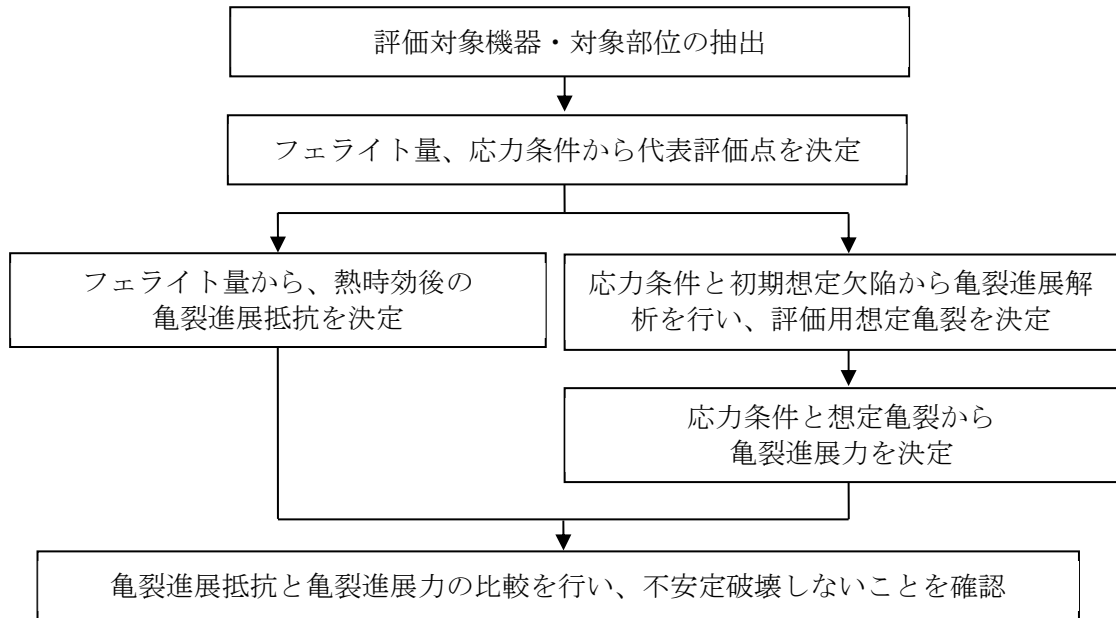 評価対象機器・対象部位の抽出
フェライト量、応力条件から代表評価点を決定
フェライト量から、熱時効後の
亀裂進展抵抗を決定
応力条件と初期想定欠陥から亀裂進展解
析を行い、評価用想定亀裂を決定
応力条件と想定亀裂から
亀裂進展力を決定
亀裂進展抵抗と亀裂進展力の比較を行い、不安定破壊しないことを確認